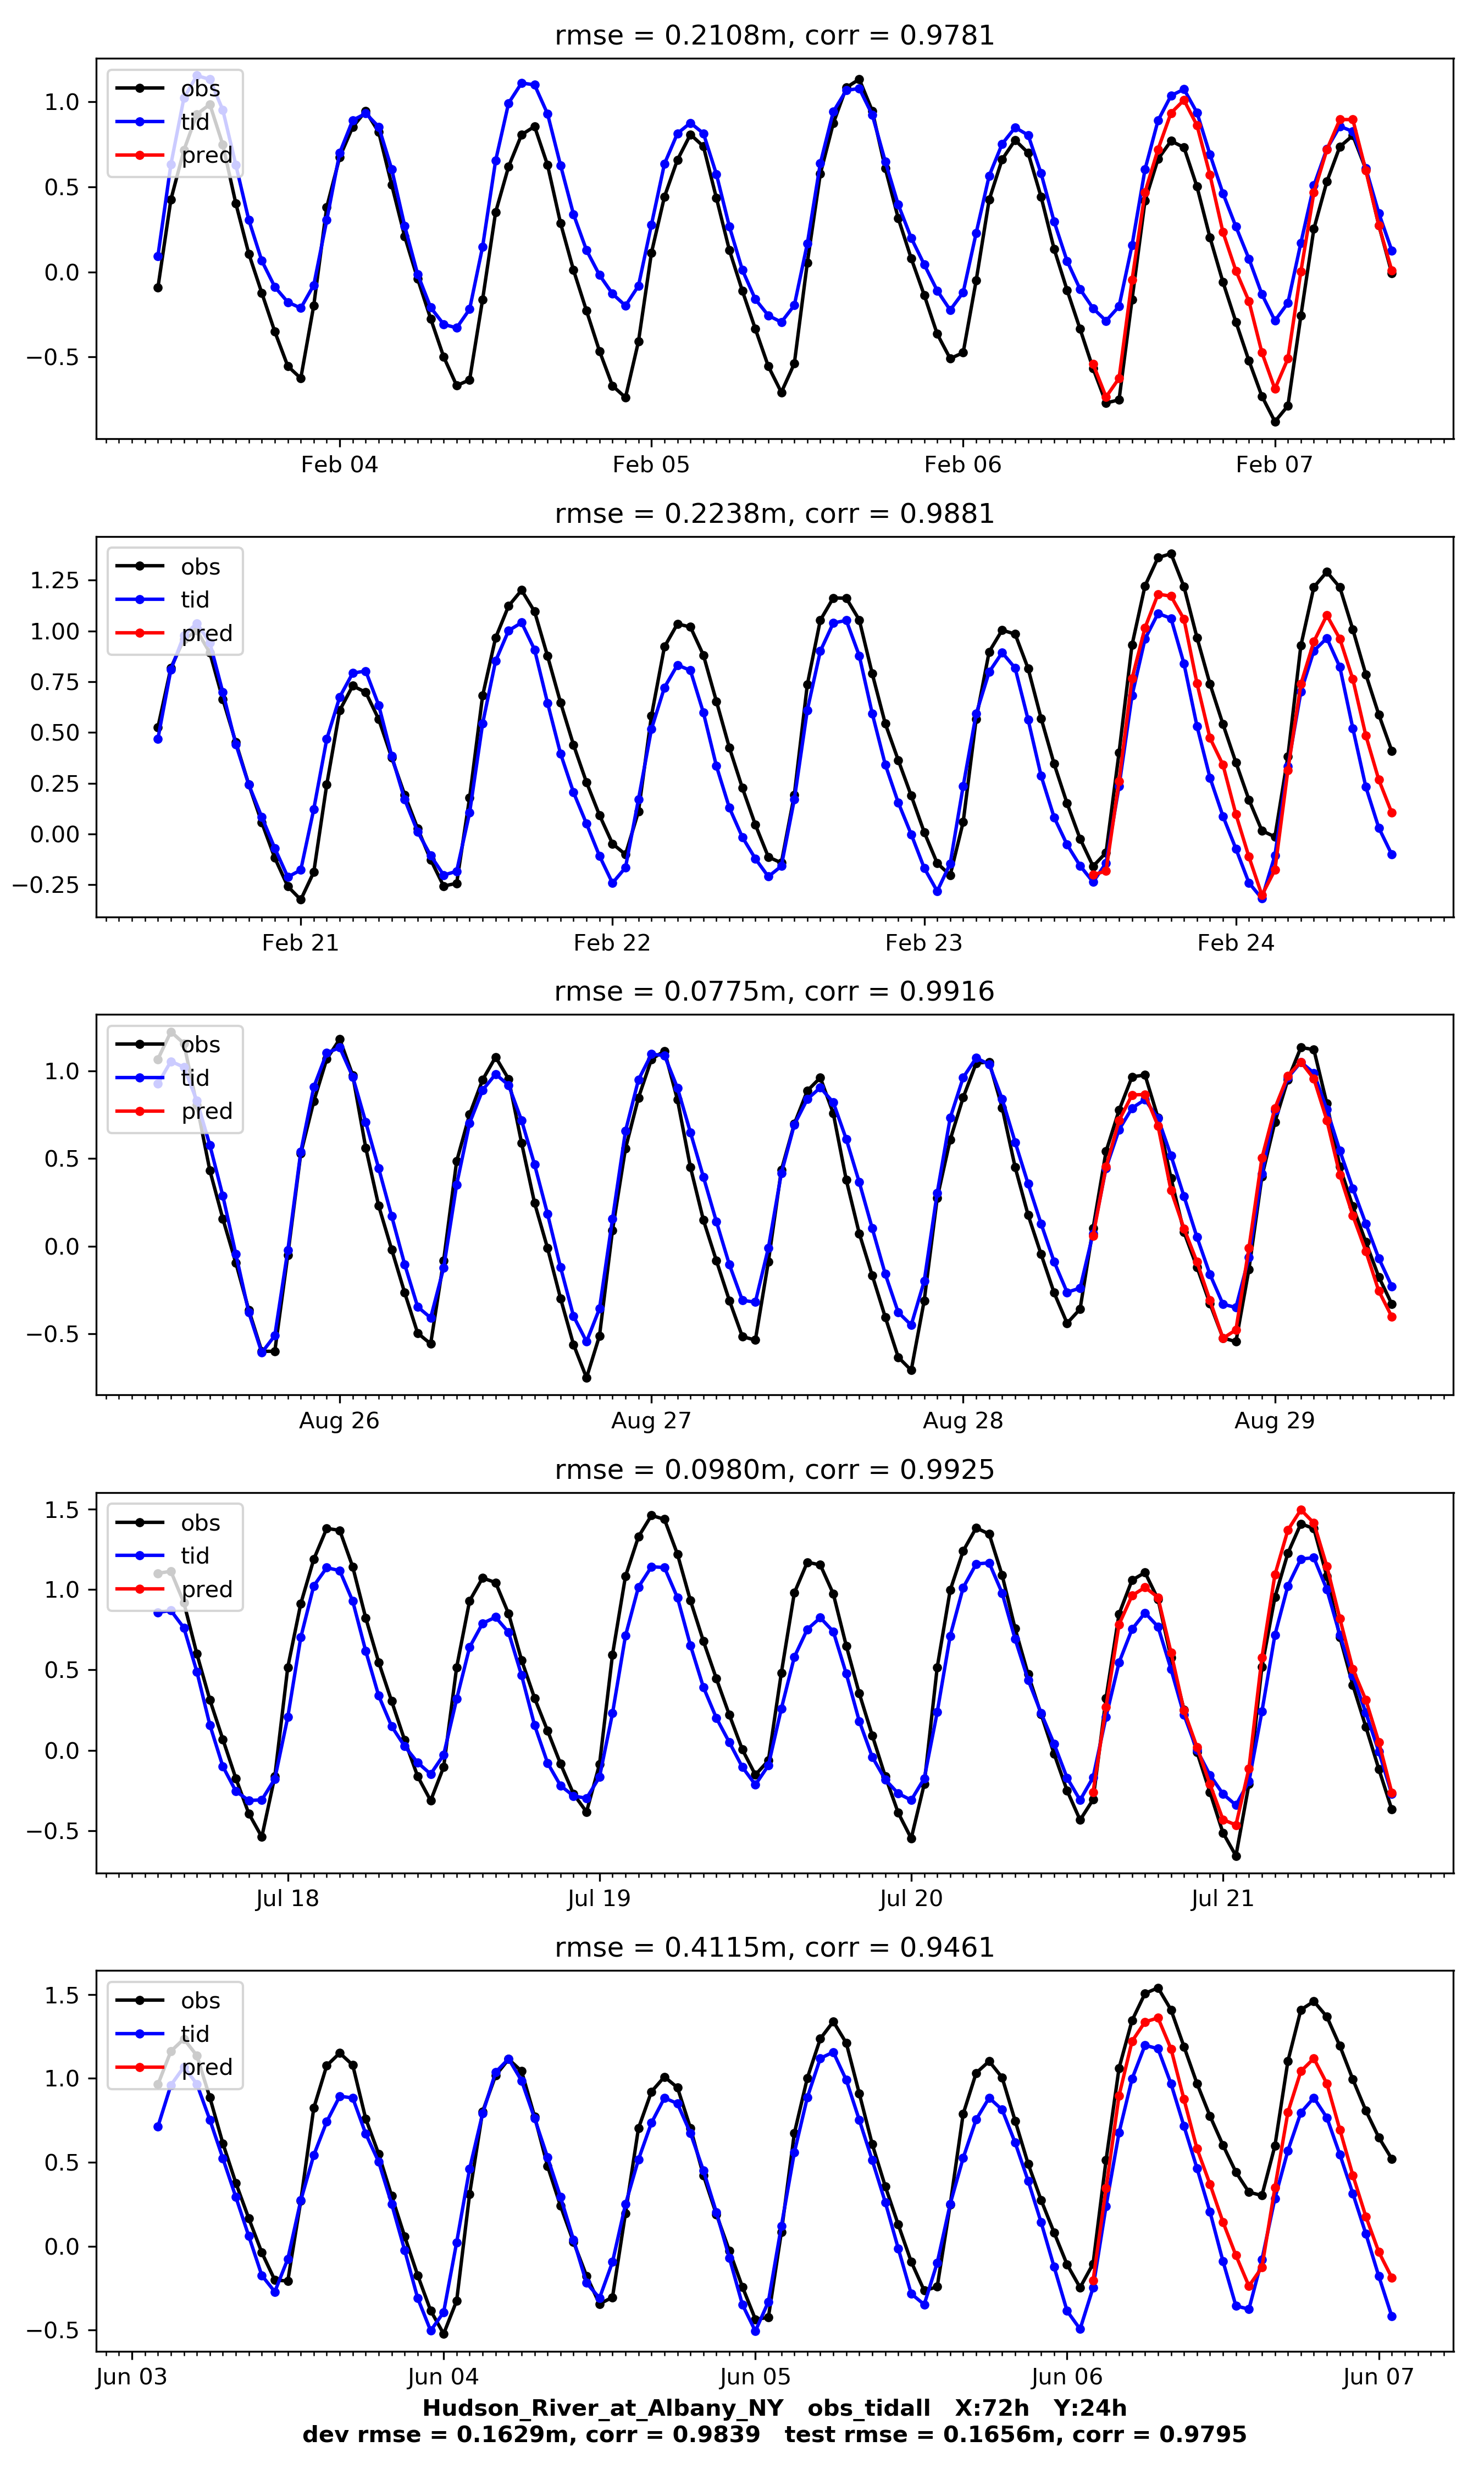 rmse = 0.2108m, corr = 0.9781
obs
tid
pred
1.0
0.5
0.0
−0.5
Feb 04 Feb 05 Feb 06 Feb 07
rmse = 0.2238m, corr = 0.9881
obs
tid
pred
1.25
1.00
0.75
0.50
0.25
0.00
−0.25
Feb 21 Feb 22 Feb 23 Feb 24
rmse = 0.0775m, corr = 0.9916
obs
tid
pred
1.0
0.5
0.0
−0.5
Aug 26 Aug 27 Aug 28 Aug 29
rmse = 0.0980m, corr = 0.9925
obs
tid
pred
1.5
1.0
0.5
0.0
−0.5
Jul 18 Jul 19 Jul 20 Jul 21
rmse = 0.4115m, corr = 0.9461
obs
tid
pred
1.5
1.0
0.5
0.0
−0.5
Jun 03 Jun 04 Jun 05 Jun 06 Jun 07
Hudson_River_at_Albany_NY obs_tidall X:72h Y:24h
dev rmse = 0.1629m, corr = 0.9839 test rmse = 0.1656m, corr = 0.9795